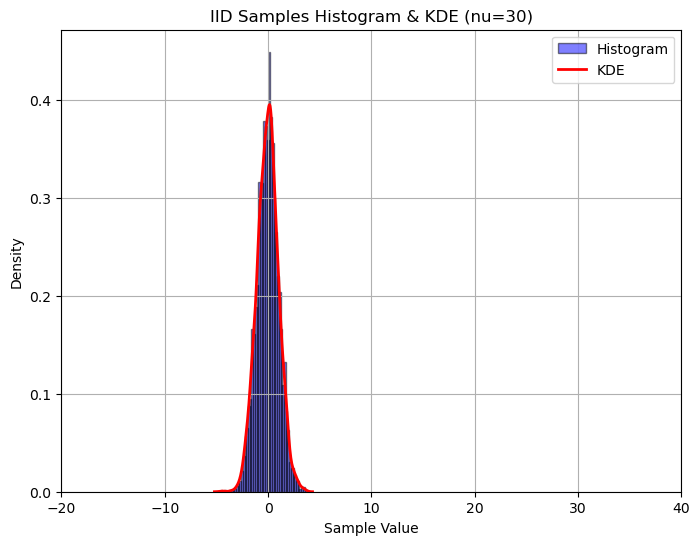 IID Samples Histogram & KDE (nu=30)
Histogram
KDE
0.4
0.3
0.2
0.1
0.0
Density
−20
−10
0
10
20
30
40
Sample Value